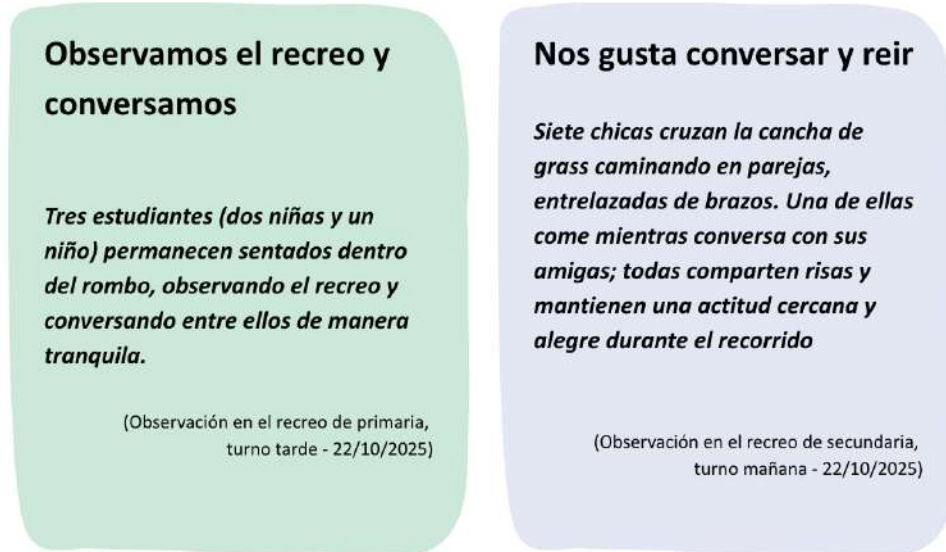 Observamos el recreo y
conversamos
Tres estudiantes (dos niñas y un
niño) permanecen sentados dentro
del rombo, observando el recreo y
conversando entre ellos de manera
tranquila.
(Observación en el recreo de primaria,
turno tarde - 22/10/2025)
Nos gusta conversar y reir
Siete chicas cruzan la cancha de
grass caminando en parejas,
entrelazadas de brazos. Una de ellas
come mientras conversa con sus
amigas; todas comparten risas y
mantienen una actitud cercana y
alegre durante el recorrido
(Observación en el recreo de secundaria,
turno mañana - 22/10/2025)